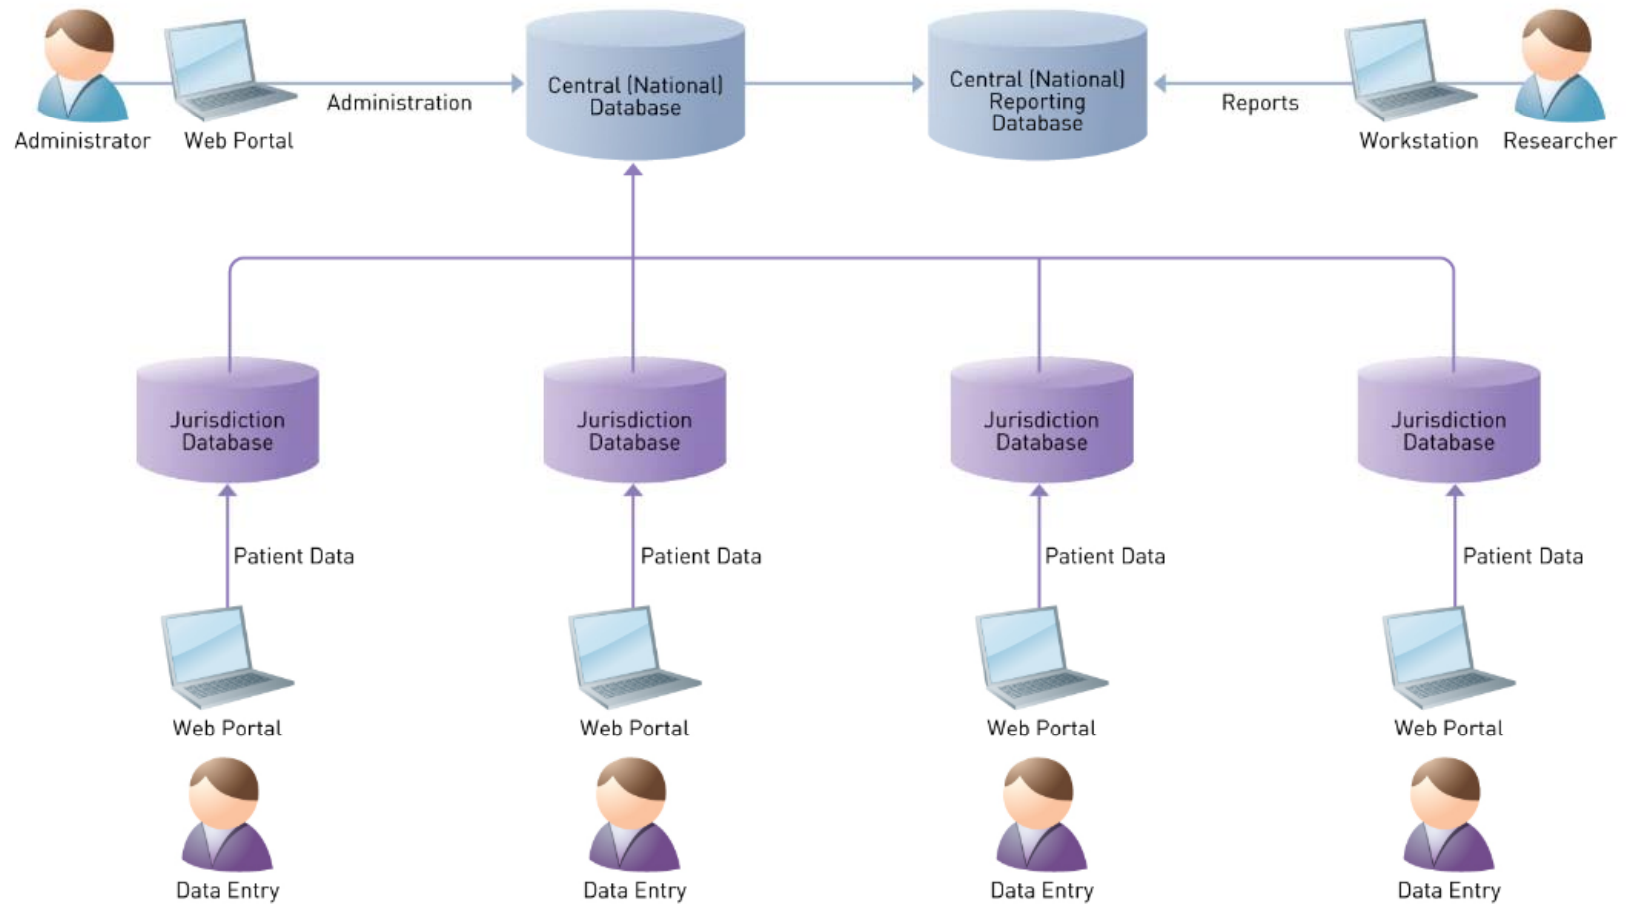 Central (National)
Database
Central (National)
Reporting
Database
Administration
Reports
Administrator
Web Portal
Workstation
Researcher
Jurisdiction
Database
Jurisdiction
Database
Jurisdiction
Database
Jurisdiction
Database
Patient Data
Patient Data
Patient Data
Patient Data
Web Portal
Web Portal
Web Portal
Web Portal
Data Entry
Data Entry
Data Entry
Data Entry